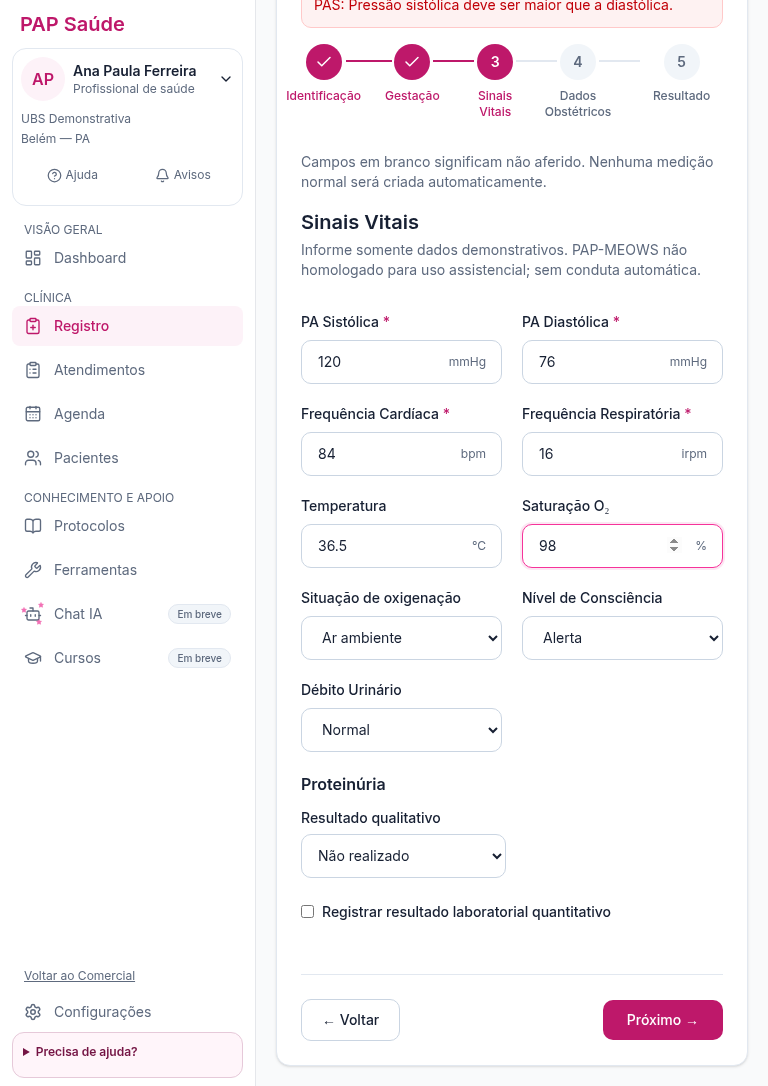 PAP Saúde
AP
Ana Paula Ferreira
Profissional de saúde
UBS Demonstrativa
Belém — PA
Ajuda
Avisos
VISÃO GERAL
Dashboard
CLÍNICA
Registro
Atendimentos
Agenda
Pacientes
CONHECIMENTO E APOIO
Protocolos
Ferramentas
Chat IA
Em breve
Cursos
Em breve
Voltar ao Comercial
Configurações
Precisa de ajuda?
PAS: Pressão sistólica deve ser maior que a diastólica.
Identificação
Gestação
3
Sinais
Vitais
4
Dados
Obstétricos
5
Resultado
Campos em branco significam não aferido. Nenhuma medição
normal será criada automaticamente.
Sinais Vitais
Informe somente dados demonstrativos. PAP-MEOWS não
homologado para uso assistencial; sem conduta automática.
PA Sistólica *
PA Diastólica *
120 mmHg
76 mmHg
Frequência Cardíaca *
Frequência Respiratória *
84 bpm
16 irpm
Temperatura
Saturação O₂
36.5 °C
98 %
Situação de oxigenação
Nível de Consciência
Ar ambiente
Alerta
Débito Urinário
Normal
Proteinúria
Resultado qualitativo
Não realizado
Registrar resultado laboratorial quantitativo
← Voltar
Próximo →